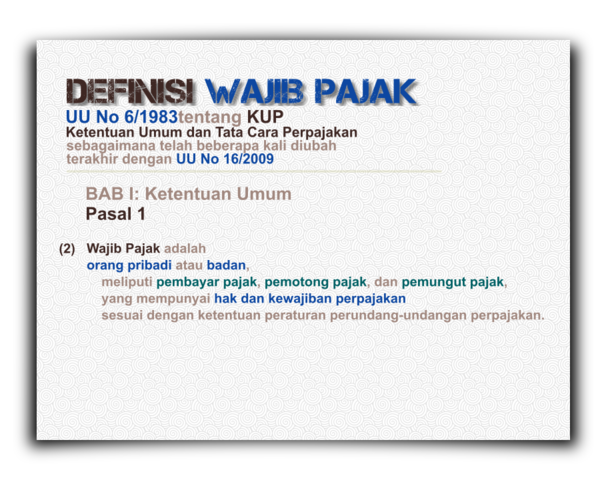 DEFINISI WAJIB PAJAK
UU No 6/1983tentang KUP
Ketentuan Umum dan Tata Cara Perpajakan
sebagaimana telah beberapa kali diubah
terakhir dengan UU No 16/2009
BAB I: Ketentuan Umum
Pasal 1
(2) Wajib Pajak adalah
orang pribadi atau badan,
meliputi pembayar pajak, pemotong pajak, dan pemungut pajak,
yang mempunyai hak dan kewajiban perpajakan
sesuai dengan ketentuan peraturan perundang-undangan perpajakan.